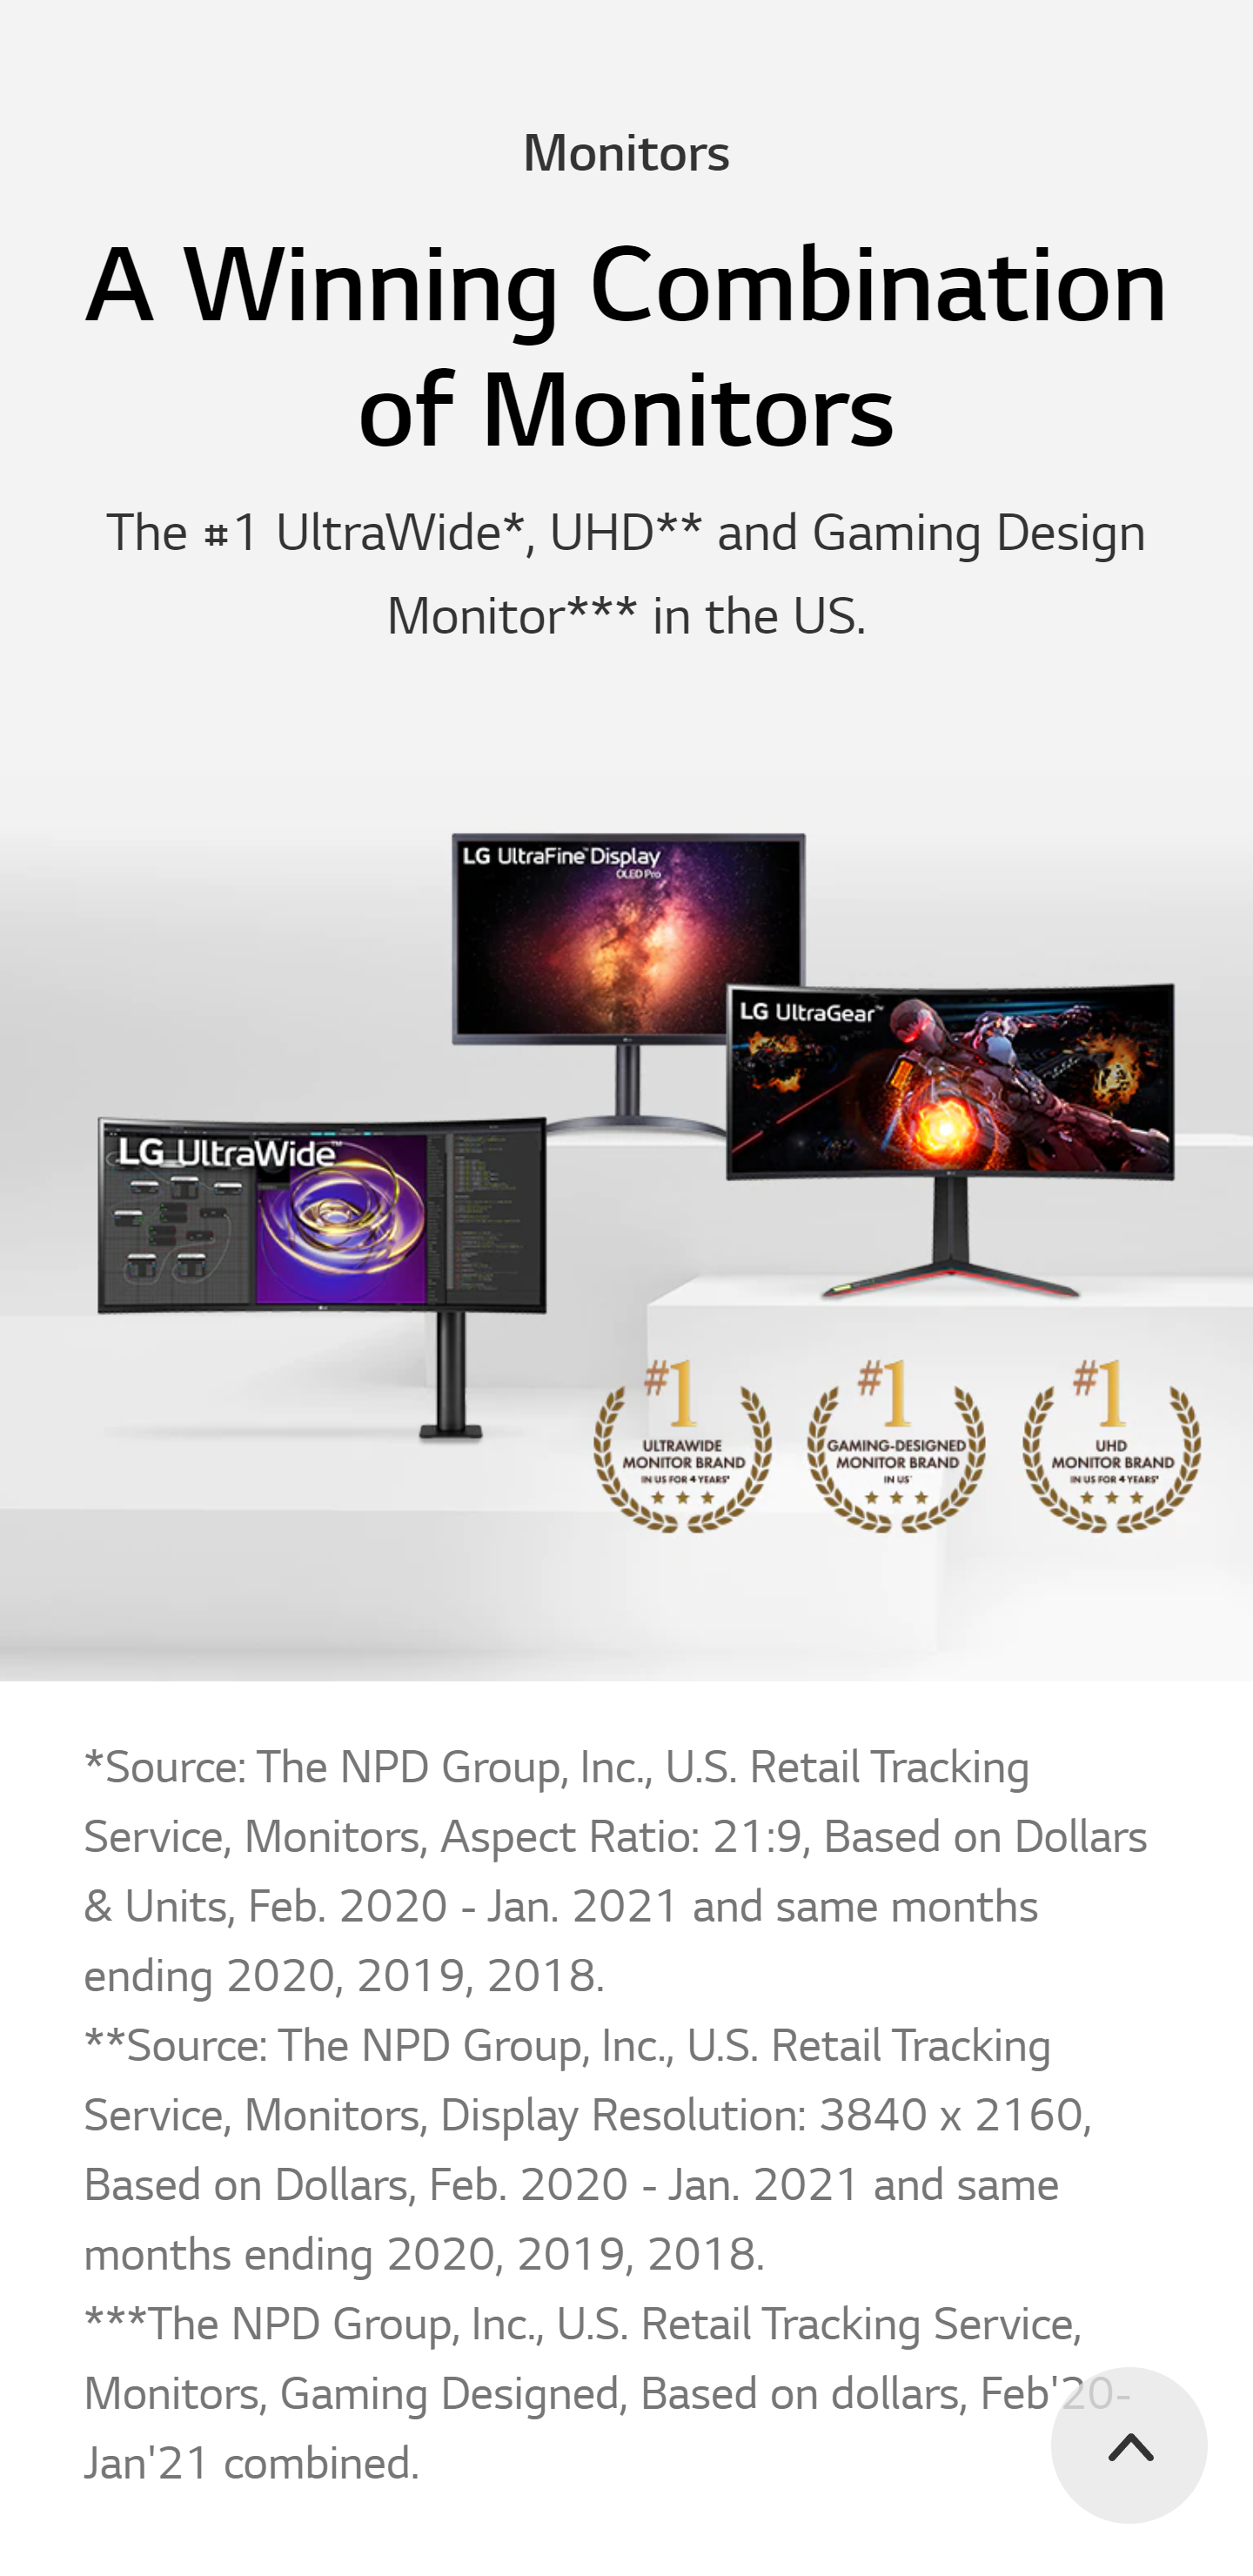 Monitors
A Winning Combination
of Monitors
The #1 UltraWide*, UHD** and Gaming Design
Monitor*** in the US.
LG UltraFine™ Display
OLED Pro
LG UltraGear™
LG UltraWide™
#1
ULTRAWIDE
MONITOR BRAND
IN US FOR 4 YEARS*
#1
GAMING-DESIGNED
MONITOR BRAND
IN US*
#1
UHD
MONITOR BRAND
IN US FOR 4 YEARS*
*Source: The NPD Group, Inc., U.S. Retail Tracking
Service, Monitors, Aspect Ratio: 21:9, Based on Dollars
& Units, Feb. 2020 - Jan. 2021 and same months
ending 2020, 2019, 2018.
**Source: The NPD Group, Inc., U.S. Retail Tracking
Service, Monitors, Display Resolution: 3840 x 2160,
Based on Dollars, Feb. 2020 - Jan. 2021 and same
months ending 2020, 2019, 2018.
***The NPD Group, Inc., U.S. Retail Tracking Service,
Monitors, Gaming Designed, Based on dollars, Feb'20-
Jan'21 combined.